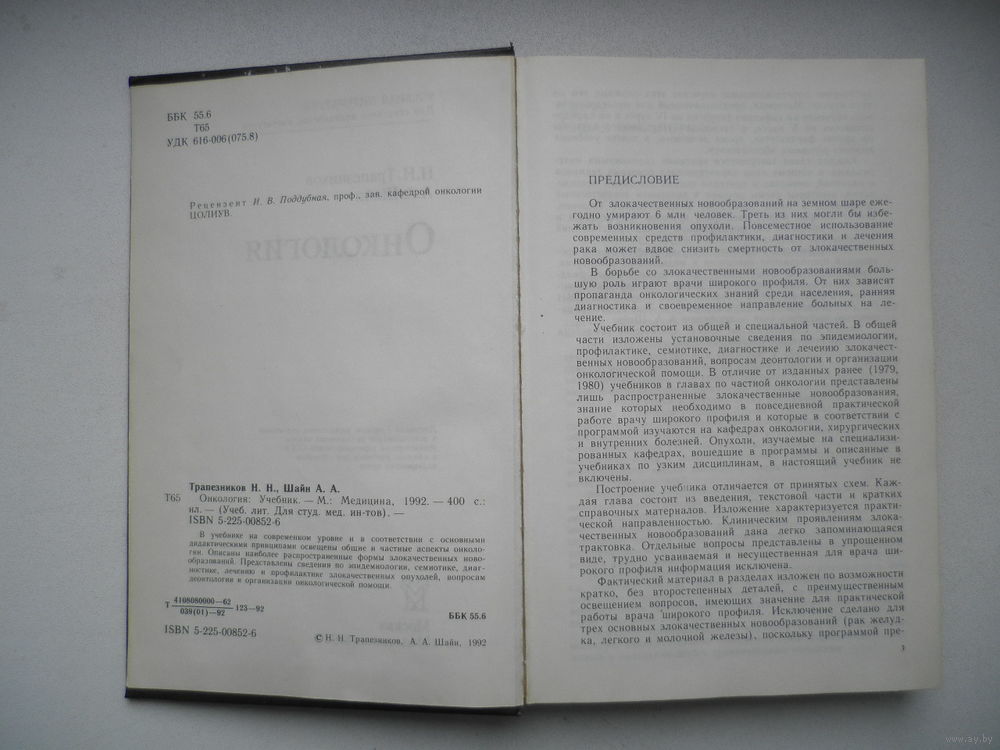 ББК 55.6
Т65
УДК 616-006(075.8)
Рецензент И. В. Поддубная, проф., зав. кафедрой онкологии
ЦОЛИУВ.
Трапезников Н. Н., Шайн А. А.
Т65 Онкология: Учебник. — М.: Медицина, 1992. — 400 с.:
ил. — (Учеб. лит. Для студ. мед. ин-тов). —
ISBN 5-225-00852-6
В учебнике на современном уровне и в соответствии с основными
дидактическими принципами освещены общие и частные аспекты онколо-
гии. Описаны наиболее распространенные формы злокачественных ново-
образований. Представлены сведения по эпидемиологии, семиотике, диаг-
ностике, лечению и профилактике злокачественных опухолей, вопросам
деонтологии и организации онкологической помощи.
Т 4108080000—62
039(01)—92 123—92
ББК 55.6
ISBN 5-225-00852-6
© Н. Н. Трапезников, А. А. Шайн, 1992
ПРЕДИСЛОВИЕ
От злокачественных новообразований на земном шаре еже-
годно умирают 6 млн человек. Треть из них могли бы избе-
жать возникновения опухоли. Повсеместное использование
современных средств профилактики, диагностики и лечения
рака может вдвое снизить смертность от злокачественных
новообразований.
В борьбе со злокачественными новообразованиями боль-
шую роль играют врачи широкого профиля. От них зависят
пропаганда онкологических знаний среди населения, ранняя
диагностика и своевременное направление больных на ле-
чение.
Учебник состоит из общей и специальной частей. В общей
части изложены установочные сведения по эпидемиологии,
профилактике, семиотике, диагностике и лечению злокачест-
венных новообразований, вопросам деонтологии и организации
онкологической помощи. В отличие от изданных ранее (1979,
1980) учебников в главах по частной онкологии представлены
лишь распространенные злокачественные новообразования,
знание которых необходимо в повседневной практической
работе врачу широкого профиля и которые в соответствии с
программой изучаются на кафедрах онкологии, хирургических
и внутренних болезней. Опухоли, изучаемые на специализи-
рованных кафедрах, вошедшие в программы и описанные в
учебниках по узким дисциплинам, в настоящий учебник не
включены.
Построение учебника отличается от принятых схем. Каж-
дая глава состоит из введения, текстовой части и кратких
справочных материалов. Изложение характеризуется практи-
ческой направленностью. Клиническим проявлениям злока-
чественных новообразований дана легко запоминающаяся
трактовка. Отдельные вопросы представлены в упрощенном
виде, трудно усваиваемая и несущественная для врача ши-
рокого профиля информация исключена.
Фактический материал в разделах изложен по возможности
кратко, без второстепенных деталей, с преимущественным
освещением вопросов, имеющих значение для практической
работы врача широкого профиля. Исключение сделано для
трех основных злокачественных новообразований (рак желуд-
ка, легкого и молочной железы), поскольку программой пре-
3
www.ay.by